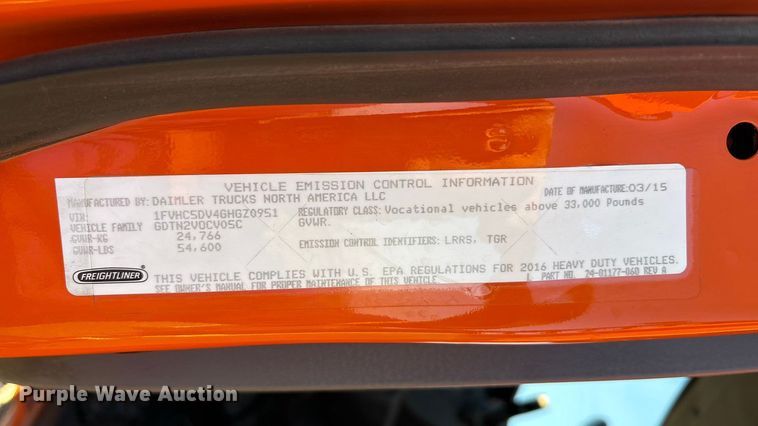 VEHICLE EMISSION CONTROL INFORMATION
MANUFACTURED BY: DAIMLER TRUCKS NORTH AMERICA LLC DATE OF MANUFACTURE 03/15
VIN: 1FVHC5DV4GHGZ0951 REGULATORY CLASS: Vocational vehicles above 33,000 Pounds
VEHICLE FAMILY GDTN2VOCV05C GVWR.
GVWR-KG 24,766
GVWR-LBS 54,600 EMISSION CONTROL IDENTIFIERS: LRRS, TGR
FREIGHTLINER
THIS VEHICLE COMPLIES WITH U.S. EPA REGULATIONS FOR 2016 HEAVY DUTY VEHICLES.
SEE OWNER'S MANUAL FOR PROPER MAINTENANCE OF THIS VEHICLE PART NO. 24-01177-060 REV A
Purple Wave Auction